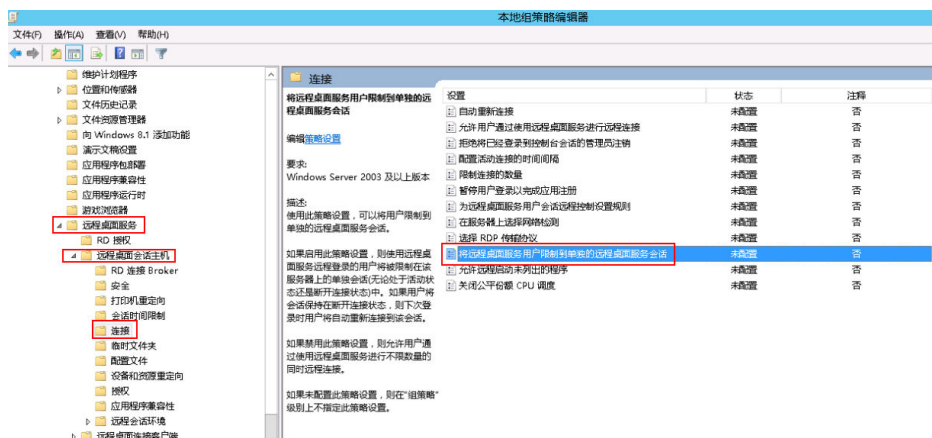 本地组策略编辑器
文件(F) 操作(A) 查看(V) 帮助(H)
维护计划程序
位置和传感器
文件历史记录
文件资源管理器
向 Windows 8.1 添加功能
演示文稿设置
应用程序包部署
应用程序兼容性
应用程序运行时
游戏浏览器
远程桌面服务
RD 授权
远程桌面会话主机
RD 连接 Broker
安全
打印机重定向
会话时间限制
连接
临时文件夹
配置文件
设备和资源重定向
授权
应用程序兼容性
远程会话环境
远程桌面连接客户端
连接
将远程桌面服务用户限制到单独的远
程桌面服务会话
编辑策略设置
要求:
Windows Server 2003 及以上版本
描述:
使用此策略设置，可以将用户限制到
单独的远程桌面服务会话。
如果启用此策略设置，则使用远程桌
面服务远程登录的用户将被限制在该
服务器上的单独会话(无论处于活动状
态还是断开连接状态)中。如果用户将
会话保持在断开连接状态，则下次登
录时用户将自动重新连接到该会话。
如果禁用此策略设置，则允许用户通
过使用远程桌面服务进行不限数量的
同时远程连接。
如果未配置此策略设置，则在"组策略"
级别上不指定此策略设置。
设置 状态 注释
自动重新连接 未配置 否
允许用户通过使用远程桌面服务进行远程连接 未配置 否
拒绝将已经登录到控制台会话的管理员注销 未配置 否
配置活动连接的时间间隔 未配置 否
限制连接的数量 未配置 否
暂停用户登录以完成应用注册 未配置 否
为远程桌面服务用户会话远程控制设置规则 未配置 否
在服务器上选择网络检测 未配置 否
选择 RDP 传输协议 未配置 否
将远程桌面服务用户限制到单独的远程桌面服务会话 未配置 否
允许远程启动未列出的程序 未配置 否
关闭公平份额 CPU 调度 未配置 否